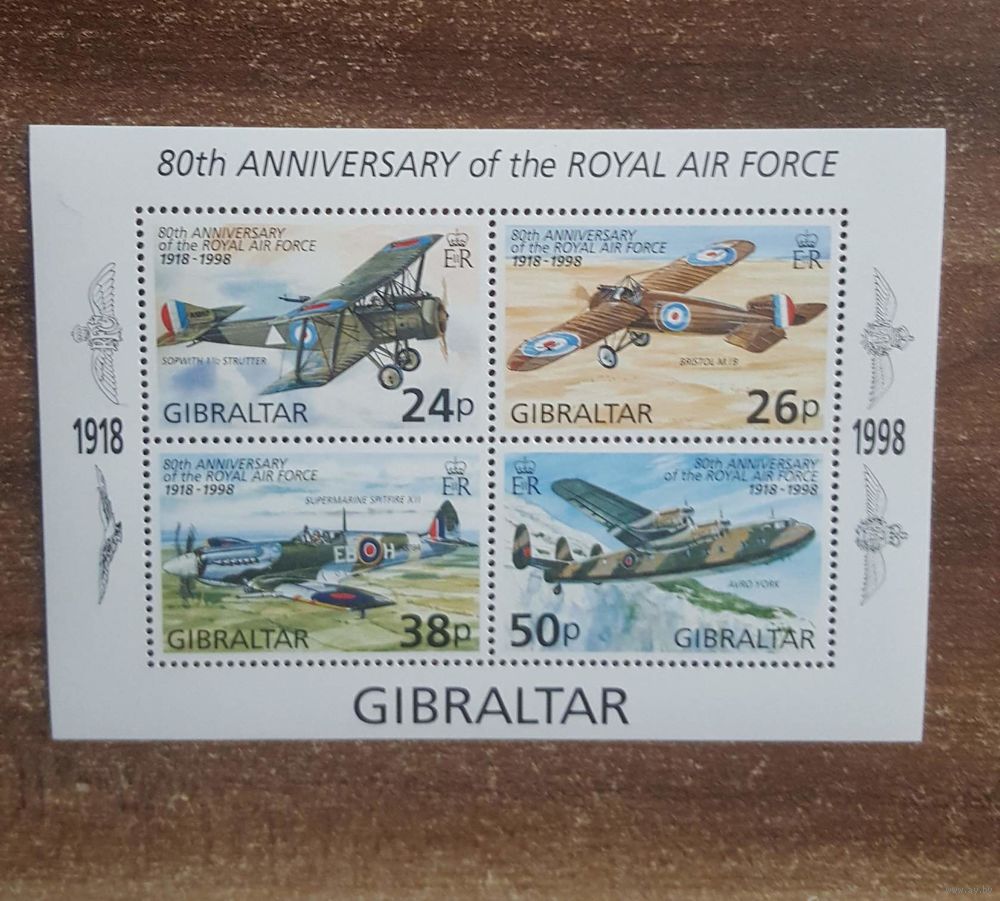 80th ANNIVERSARY of the ROYAL AIR FORCE
80th ANNIVERSARY
of the ROYAL AIR FORCE
1918-1998
EIIR
SOPWITH 1½ STRUTTER
GIBRALTAR 24p
80th ANNIVERSARY
of the ROYAL AIR FORCE
1918-1998
EIIR
BRISTOL M.1B
GIBRALTAR 26p
1918
1998
80th ANNIVERSARY
of the ROYAL AIR FORCE
1918-1998
EIIR
SUPERMARINE SPITFIRE XII
EB H
GIBRALTAR 38p
EIIR
80th ANNIVERSARY
of the ROYAL AIR FORCE
1918-1998
AVRO YORK
50p GIBRALTAR
GIBRALTAR
www.ay.by